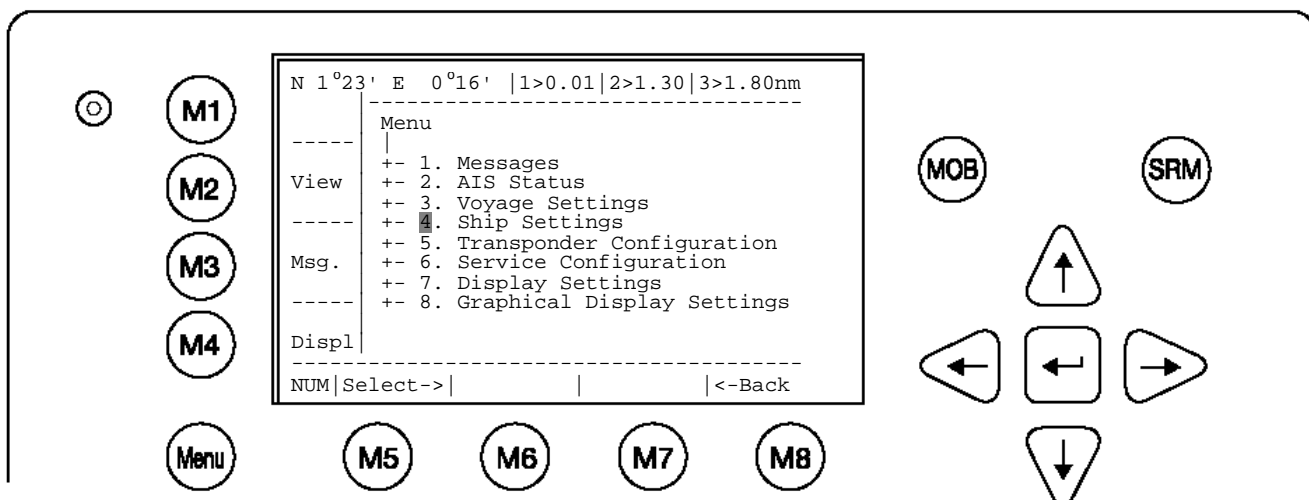 N 1°23' E 0°16' |1>0.01|2>1.30|3>1.80nm
M1
Menu
+- 1. Messages
MOB
SRM
M2
View
+- 2. AIS Status
+- 3. Voyage Settings
+- 4. Ship Settings
+- 5. Transponder Configuration
M3
Msg.
+- 6. Service Configuration
+- 7. Display Settings
+- 8. Graphical Display Settings
M4
Displ
NUM|Select->| | |<-Back
Menu
M5
M6
M7
M8